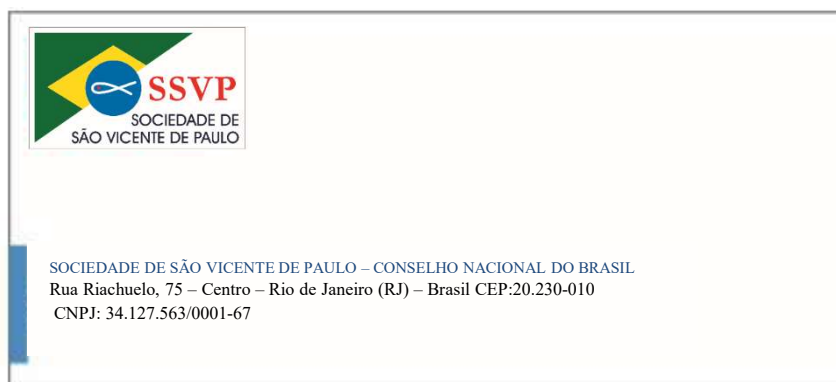 SSVP
SOCIEDADE DE
SÃO VICENTE DE PAULO
SOCIEDADE DE SÃO VICENTE DE PAULO – CONSELHO NACIONAL DO BRASIL
Rua Riachuelo, 75 – Centro – Rio de Janeiro (RJ) – Brasil CEP:20.230-010
CNPJ: 34.127.563/0001-67